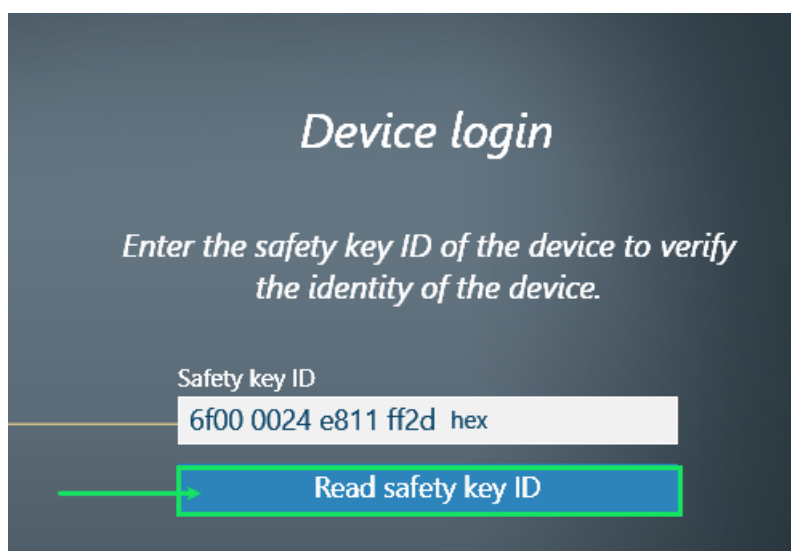 Device login
Enter the safety key ID of the device to verify
the identity of the device.
Safety key ID
6f00 0024 e811 ff2d hex
Read safety key ID